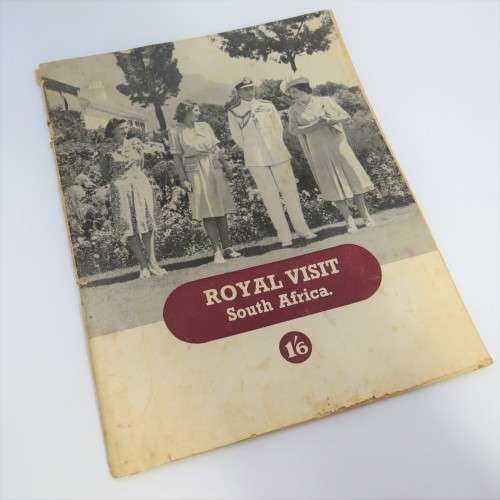 ROYAL VISIT
South Africa.
1/6